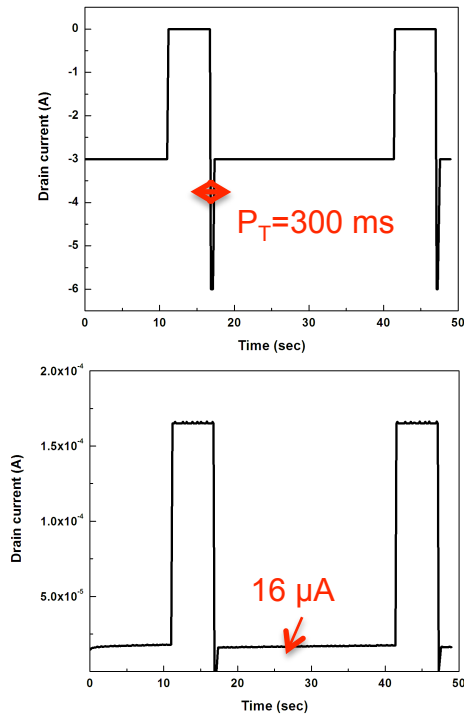 Drain current (A)
0
-1
-2
-3
-4
-5
-6
P_T=300 ms
0 10 20 30 40 50
Time (sec)
Drain current (A)
2.0x10⁻⁴
1.5x10⁻⁴
1.0x10⁻⁴
5.0x10⁻⁵
16 µA
0 10 20 30 40 50
Time (sec)